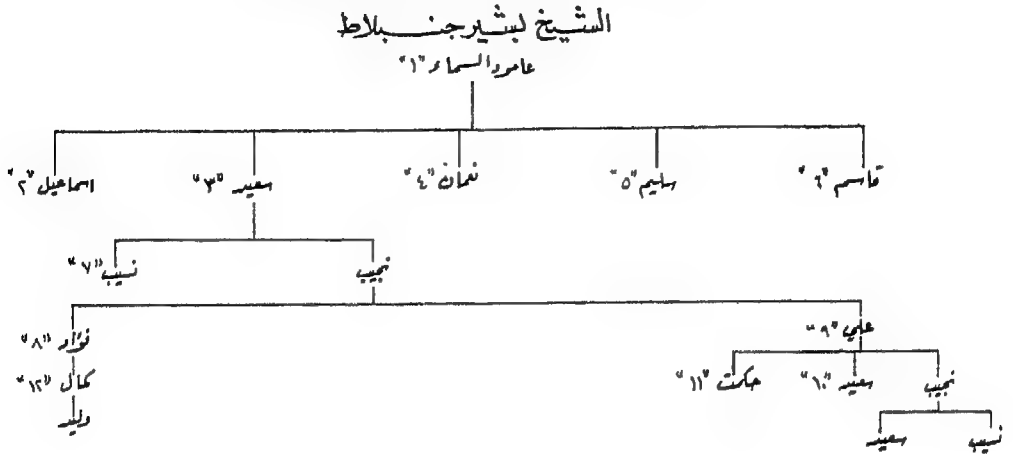 الشيخ بشير جنبلاط
عامود السماء "١"
قاسم "٦" سليم "٥" نعمان "٤" سعيد "٣" اسماعيل "٢"
نجيب نسيب "٧"
علي "٩" فؤاد "٨"
نجيب سعيد "١٠" حكمت "١١" كمال "١٢"
وليد
نسيب سعيد